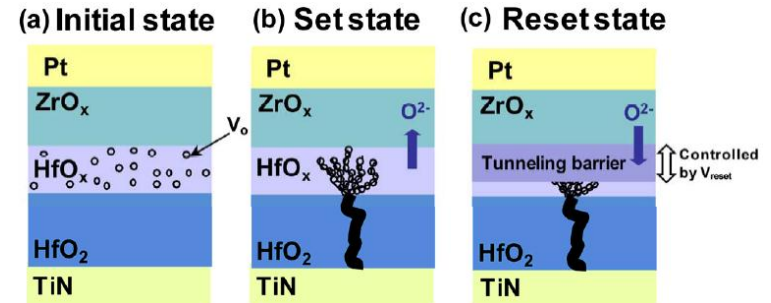 (a) Initial state
Pt
ZrOₓ
Vₒ
HfOₓ
HfO₂
TiN
(b) Set state
Pt
ZrOₓ
O²⁻
HfOₓ
HfO₂
TiN
(c) Reset state
Pt
ZrOₓ
O²⁻
Tunneling barrier
Controlled
by Vreset
HfO₂
TiN